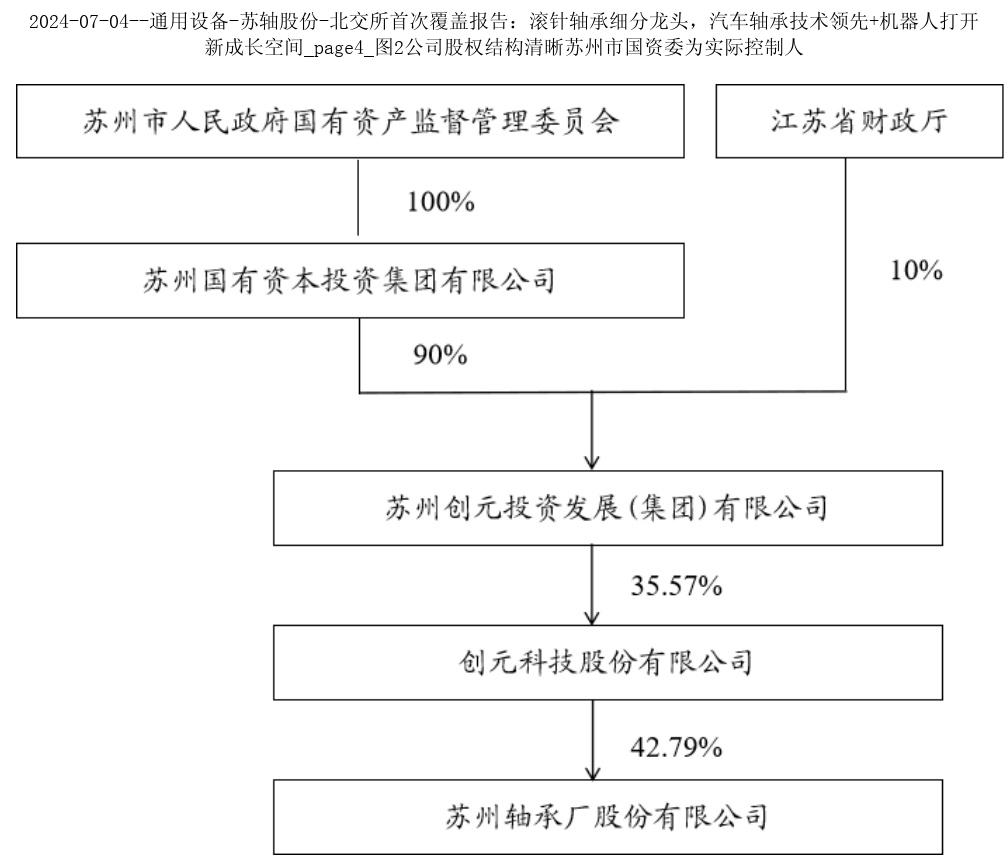 2024-07-04--通用设备-苏轴股份-北交所首次覆盖报告：滚针轴承细分龙头，汽车轴承技术领先+机器人打开
新成长空间_page4_图2公司股权结构清晰苏州市国资委为实际控制人
苏州市人民政府国有资产监督管理委员会
江苏省财政厅
100%
苏州国有资本投资集团有限公司
10%
90%
苏州创元投资发展(集团)有限公司
35.57%
创元科技股份有限公司
42.79%
苏州轴承厂股份有限公司